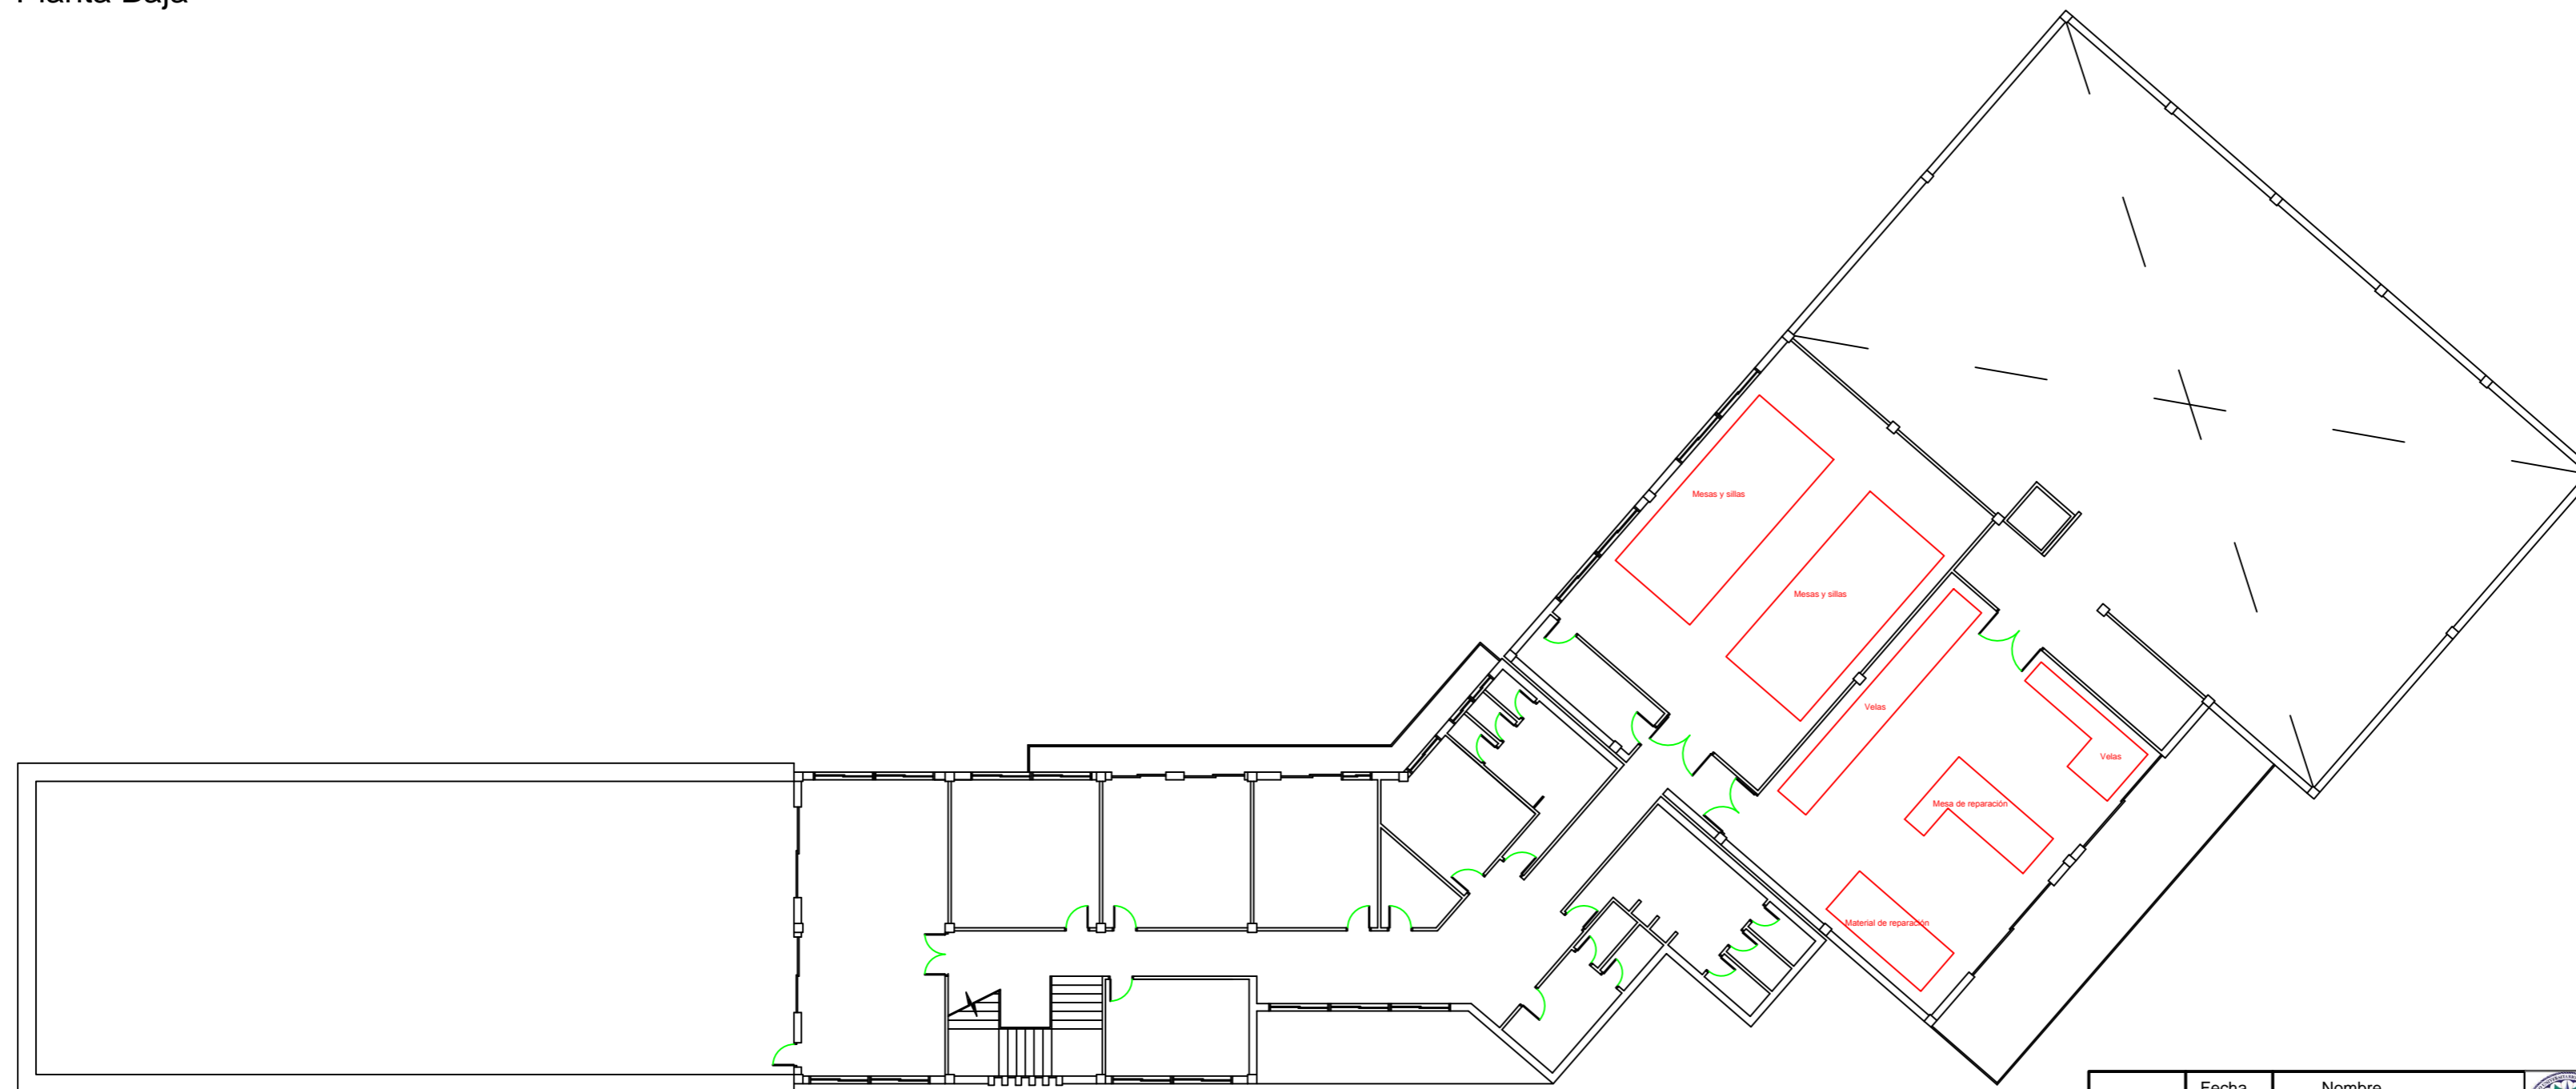 Planta Baja
Mesas y sillas
Mesas y sillas
Velas
Velas
Mesa de reparación
Material de reparación
Fecha Nombre